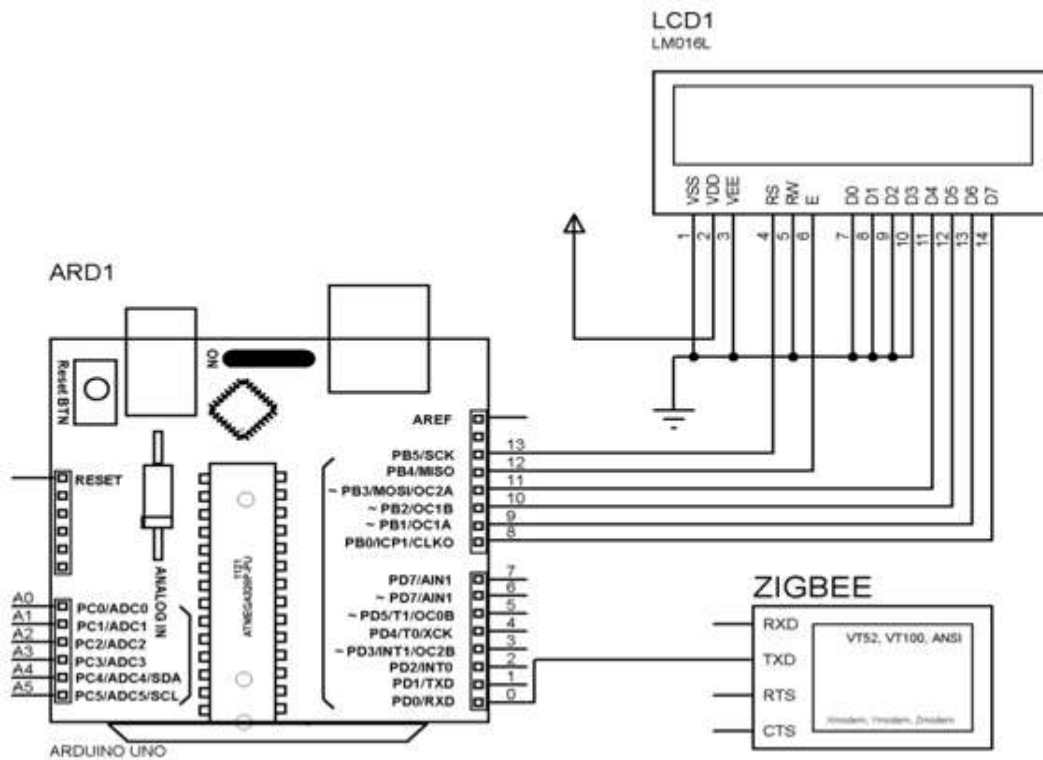 LCD1
LM016L
VSS
VDD
VEE
RS
RW
E
D0
D1
D2
D3
D4
D5
D6
D7
1
2
3
4
5
6
7
8
9
10
11
12
13
14
ARD1
Reset BTN
ON
AREF
PB5/SCK 13
PB4/MISO 12
~ PB3/MOSI/OC2A 11
~ PB2/OC1B 10
~ PB1/OC1A 9
PB0/ICP1/CLKO 8
RESET
ANALOG IN
1121
ATMEGA328P-PU
PD7/AIN1 7
~ PD7/AIN1 6
~ PD5/T1/OC0B 5
PD4/T0/XCK 4
~ PD3/INT1/OC2B 3
PD2/INT0 2
PD1/TXD 1
PD0/RXD 0
A0 PC0/ADC0
A1 PC1/ADC1
A2 PC2/ADC2
A3 PC3/ADC3
A4 PC4/ADC4/SDA
A5 PC5/ADC5/SCL
ARDUINO UNO
ZIGBEE
RXD
TXD
RTS
CTS
VT52, VT100, ANSI
Xmodem, Ymodem, Zmodem